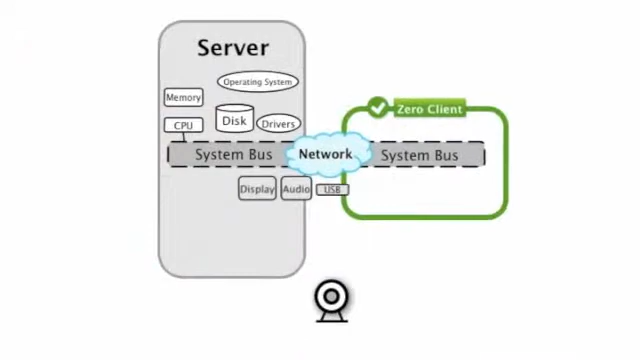 Server
Operating System
Memory
Disk
Drivers
CPU
Zero Client
System Bus
Network
System Bus
Display
Audio
USB